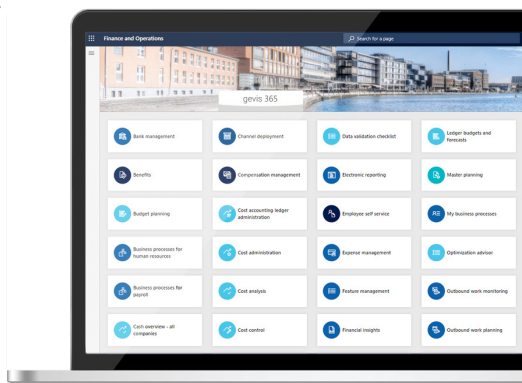 Finance and Operations
Search for a page
gevis 365
Bank management
Channel deployment
Data validation checklist
Ledger budgets and
forecasts
Benefits
Compensation management
Electronic reporting
Master planning
Budget planning
Cost accounting ledger
administration
Employee self service
My business processes
Business processes for
human resources
Cost administration
Expense management
Optimization advisor
Business processes for
payroll
Cost analysis
Feature management
Outbound work monitoring
Cash overview - all
companies
Cost control
Financial insights
Outbound work planning